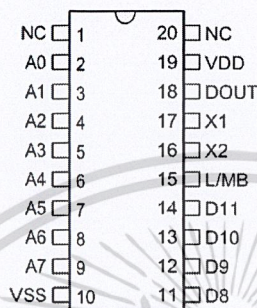 NC 1 20 NC
A0 2 19 VDD
A1 3 18 DOUT
A2 4 17 X1
A3 5 16 X2
A4 6 15 L/MB
A5 7 14 D11
A6 8 13 D10
A7 9 12 D9
VSS 10 11 D8